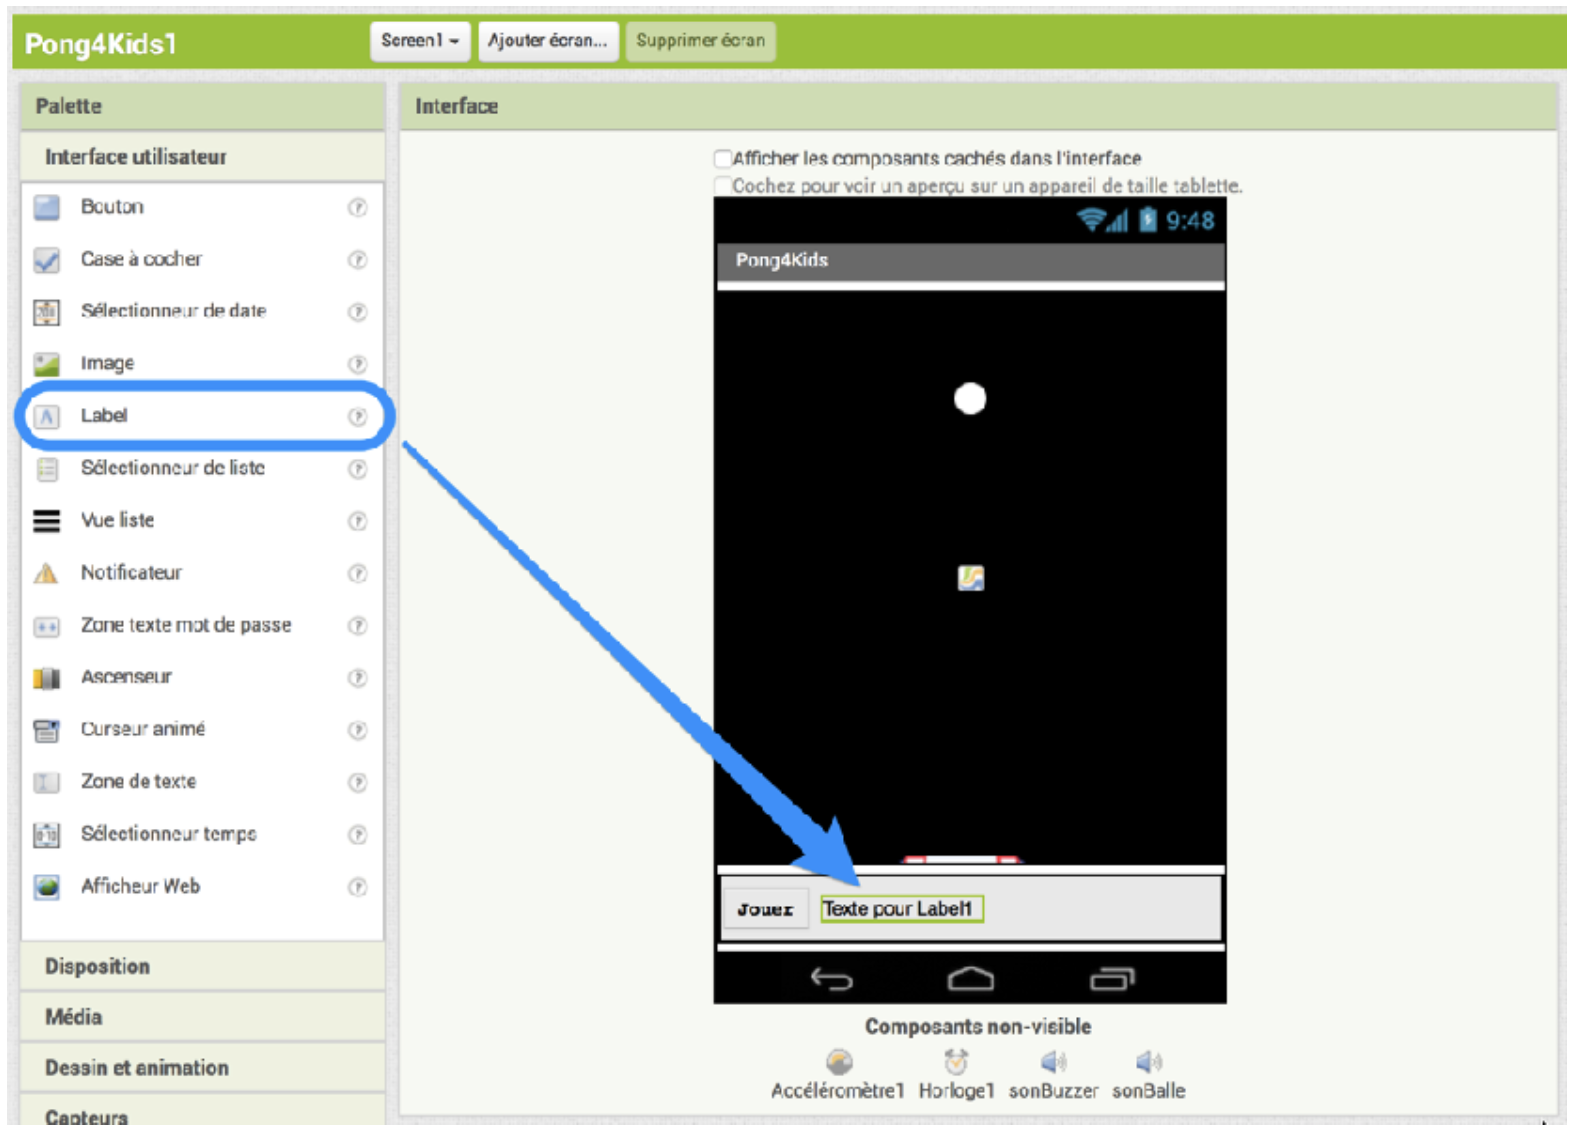 Pong4Kids1
Screen1
Ajouter écran...
Supprimer écran
Palette
Interface
Interface utilisateur
Afficher les composants cachés dans l'interface
Cochez pour voir un aperçu sur un appareil de taille tablette.
Bouton
Case à cocher
Sélectionneur de date
Image
Label
Sélectionneur de liste
Vue liste
Notificateur
Zone texte mot de passe
Ascenseur
Curseur animé
Zone de texte
Sélectionneur temps
Afficheur Web
Disposition
Média
Dessin et animation
Capteurs
9:48
Pong4Kids
Jouer
Texte pour Label1
Composants non-visible
Accéléromètre1 Horloge1 sonBuzzer sonBalle